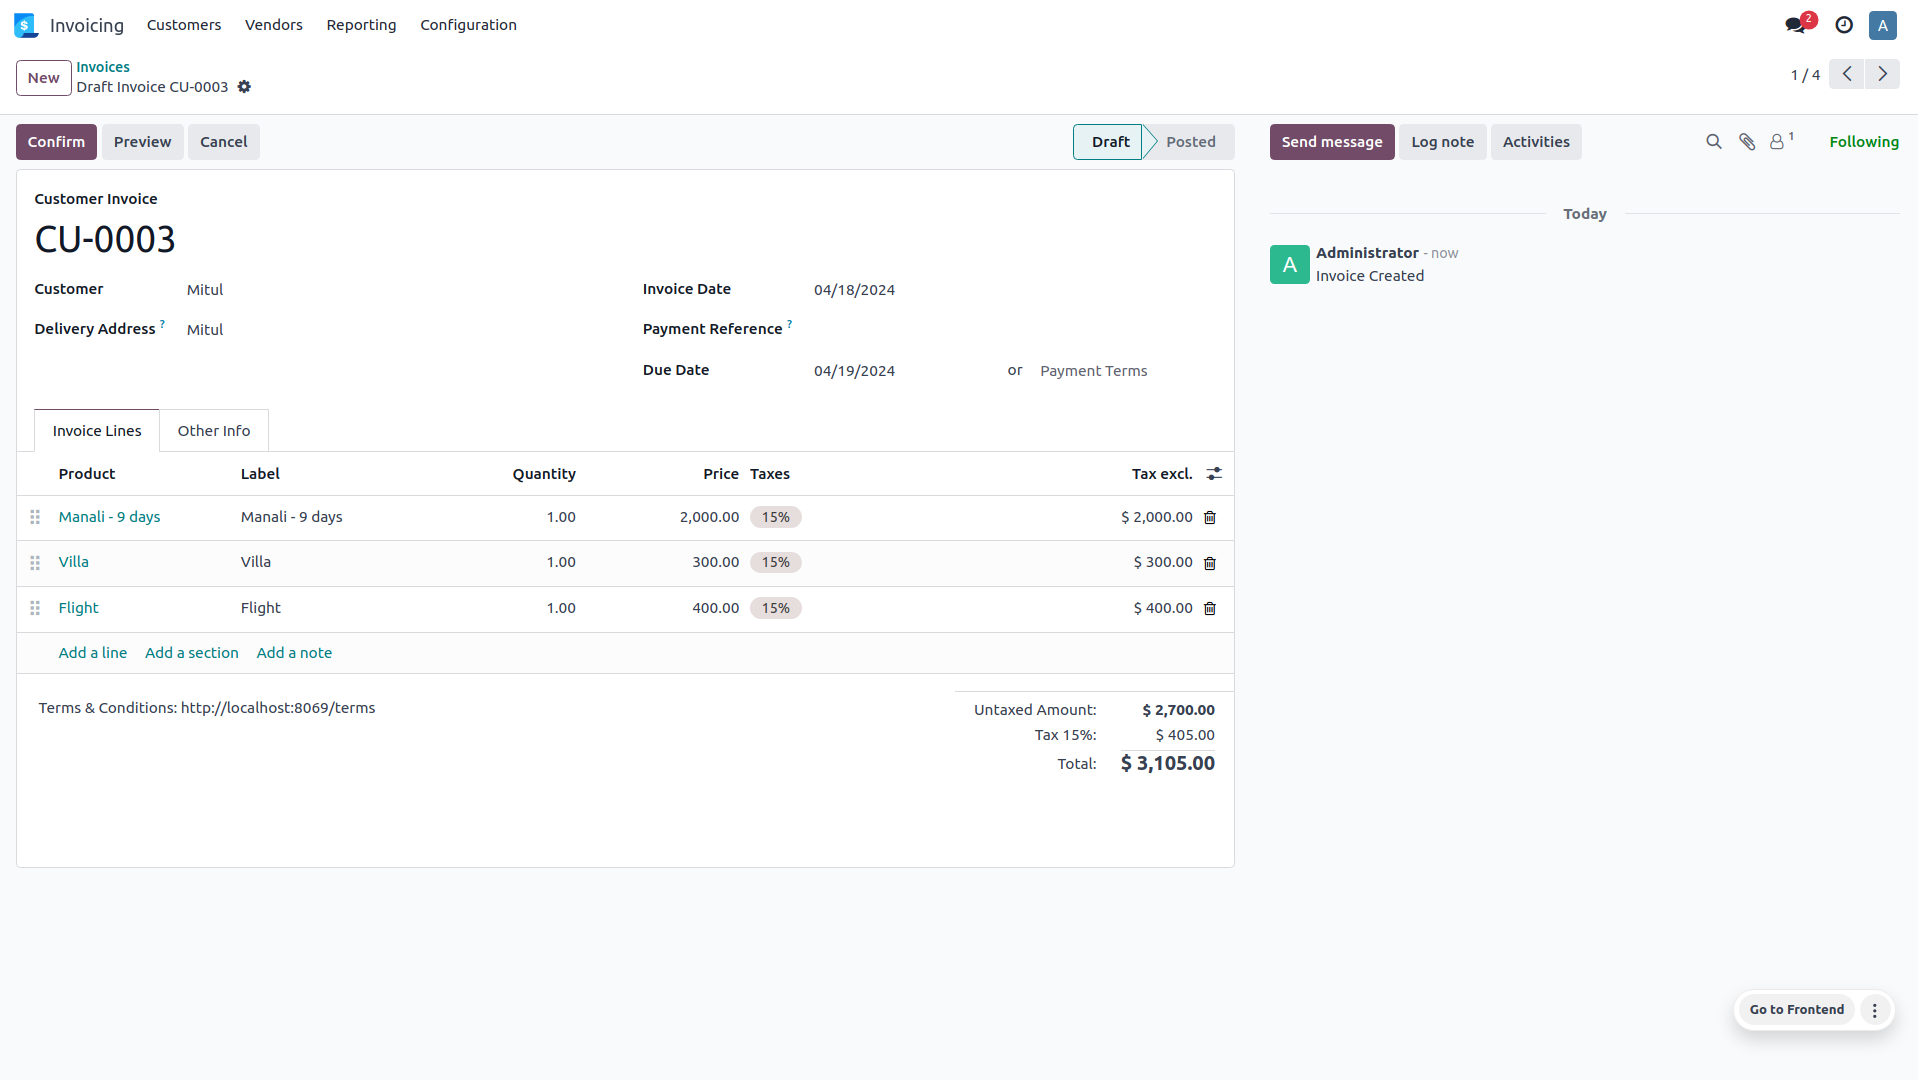 Invoicing Customers Vendors Reporting Configuration 2 A
New Invoices 1 / 4
Draft Invoice CU-0003
Confirm Preview Cancel Draft Posted Send message Log note Activities 1 Following
Customer Invoice
CU-0003
Customer Mitul Invoice Date 04/18/2024
Delivery Address ? Mitul Payment Reference ?
Due Date 04/19/2024 or Payment Terms
Invoice Lines Other Info
Product Label Quantity Price Taxes Tax excl.
Manali - 9 days Manali - 9 days 1.00 2,000.00 15% $ 2,000.00
Villa Villa 1.00 300.00 15% $ 300.00
Flight Flight 1.00 400.00 15% $ 400.00
Add a line Add a section Add a note
Terms & Conditions: http://localhost:8069/terms
Untaxed Amount: $ 2,700.00
Tax 15%: $ 405.00
Total: $ 3,105.00
Today
A Administrator - now
Invoice Created
Go to Frontend